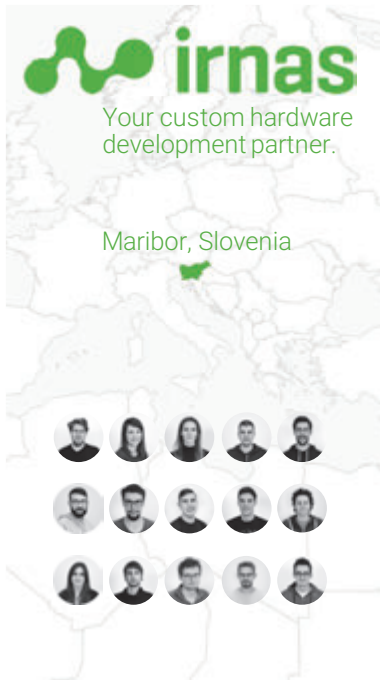 irnas
Your custom hardware
development partner.
Maribor, Slovenia